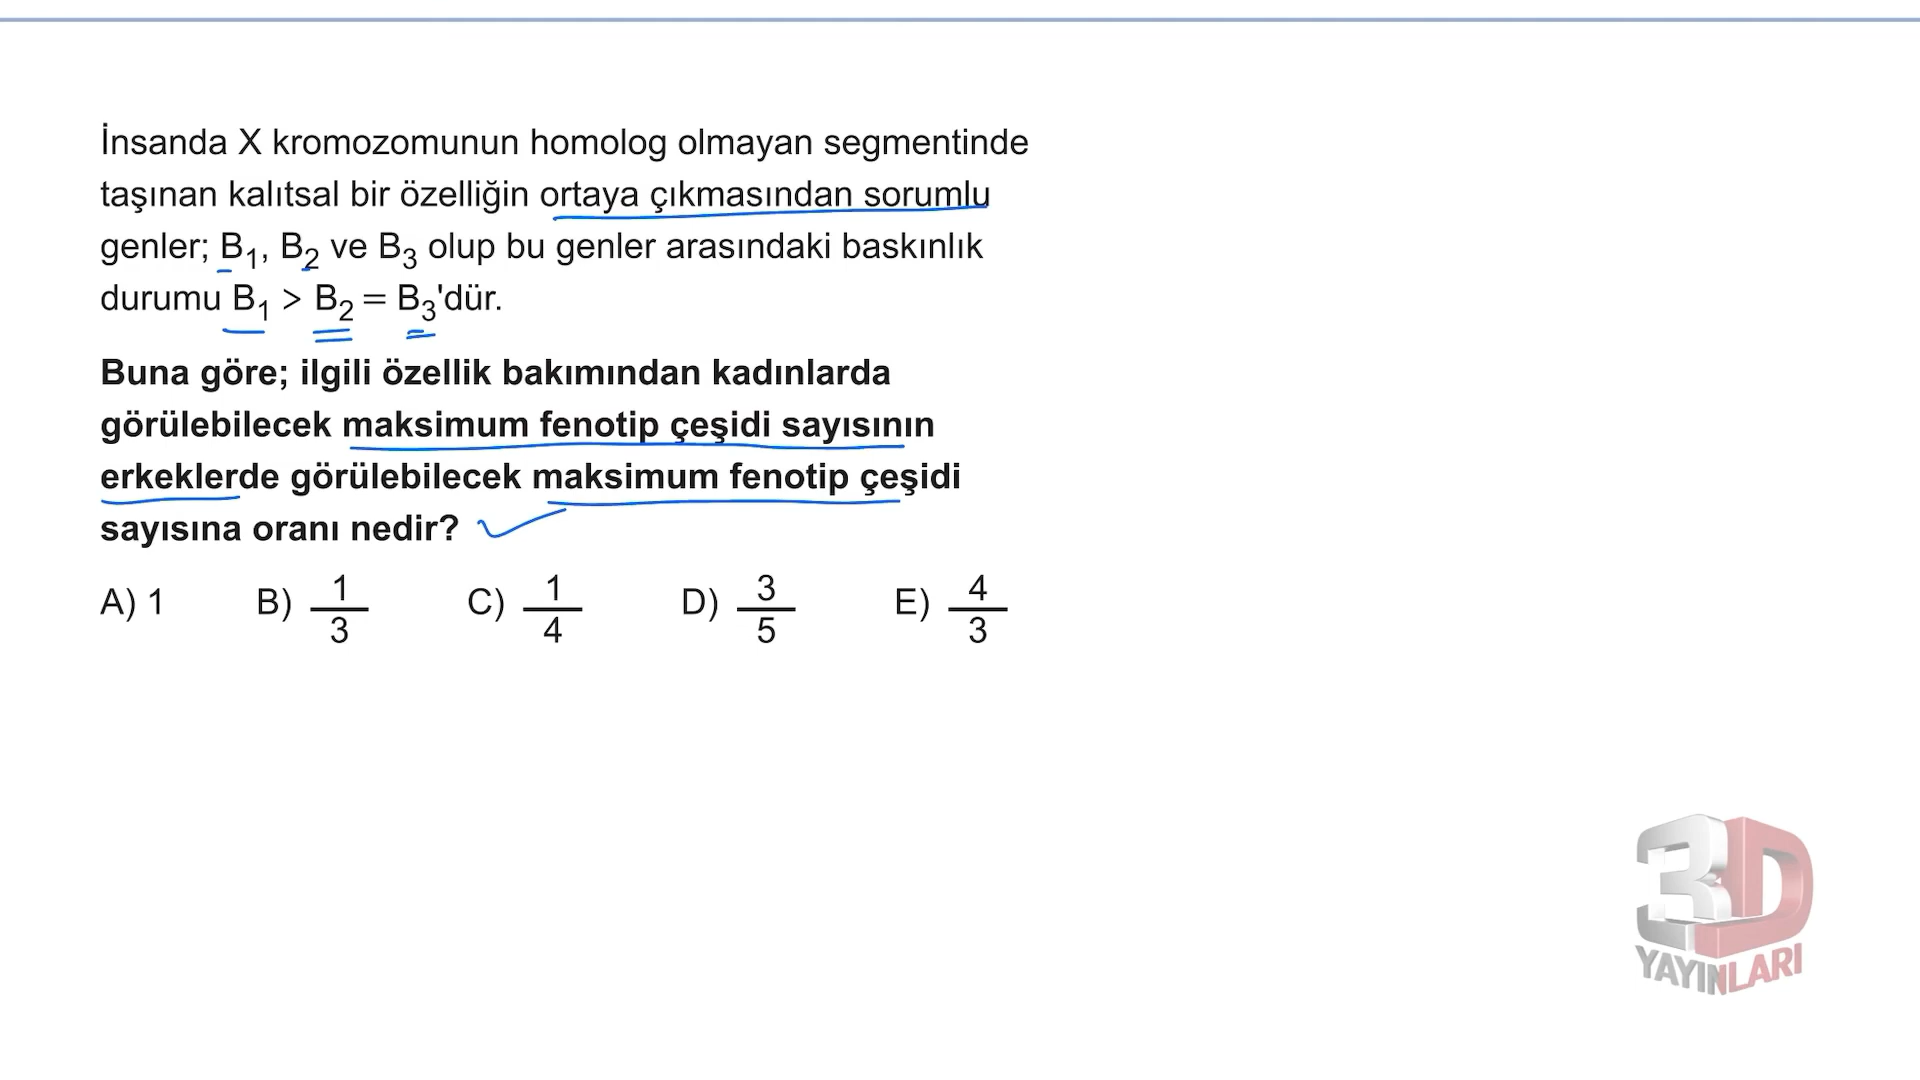 İnsanda X kromozomunun homolog olmayan segmentinde
taşınan kalıtsal bir özelliğin ortaya çıkmasından sorumlu
genler; B₁, B₂ ve B₃ olup bu genler arasındaki baskınlık
durumu B₁ > B₂ = B₃'dür.
Buna göre; ilgili özellik bakımından kadınlarda
görülebilecek maksimum fenotip çeşidi sayısının
erkeklerde görülebilecek maksimum fenotip çeşidi
sayısına oranı nedir?
A) 1 B) 1/3 C) 1/4 D) 3/5 E) 4/3
3D
YAYINLARI